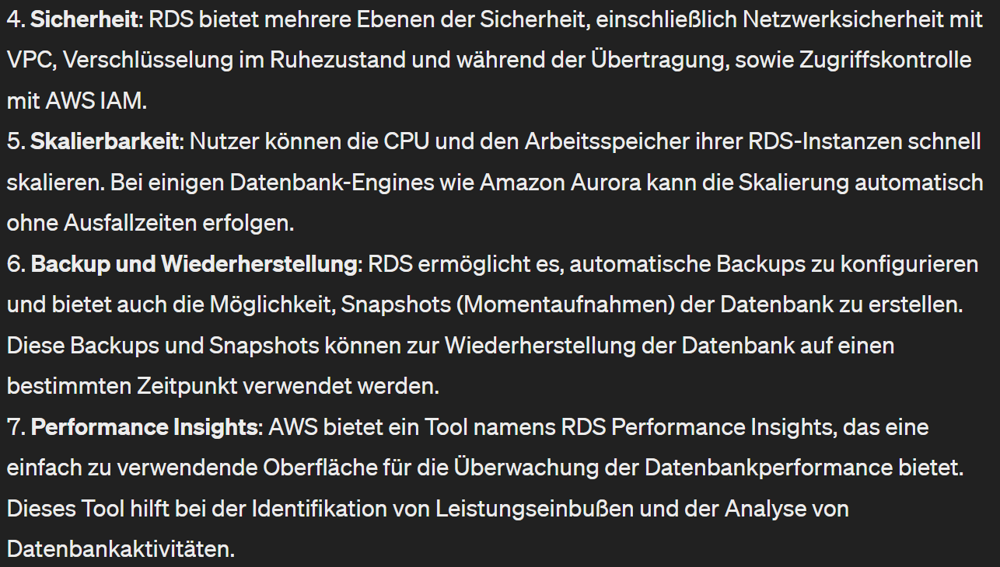 4. Sicherheit: RDS bietet mehrere Ebenen der Sicherheit, einschließlich Netzwerksicherheit mit
VPC, Verschlüsselung im Ruhezustand und während der Übertragung, sowie Zugriffskontrolle
mit AWS IAM.
5. Skalierbarkeit: Nutzer können die CPU und den Arbeitsspeicher ihrer RDS-Instanzen schnell
skalieren. Bei einigen Datenbank-Engines wie Amazon Aurora kann die Skalierung automatisch
ohne Ausfallzeiten erfolgen.
6. Backup und Wiederherstellung: RDS ermöglicht es, automatische Backups zu konfigurieren
und bietet auch die Möglichkeit, Snapshots (Momentaufnahmen) der Datenbank zu erstellen.
Diese Backups und Snapshots können zur Wiederherstellung der Datenbank auf einen
bestimmten Zeitpunkt verwendet werden.
7. Performance Insights: AWS bietet ein Tool namens RDS Performance Insights, das eine
einfach zu verwendende Oberfläche für die Überwachung der Datenbankperformance bietet.
Dieses Tool hilft bei der Identifikation von Leistungseinbußen und der Analyse von
Datenbankaktivitäten.